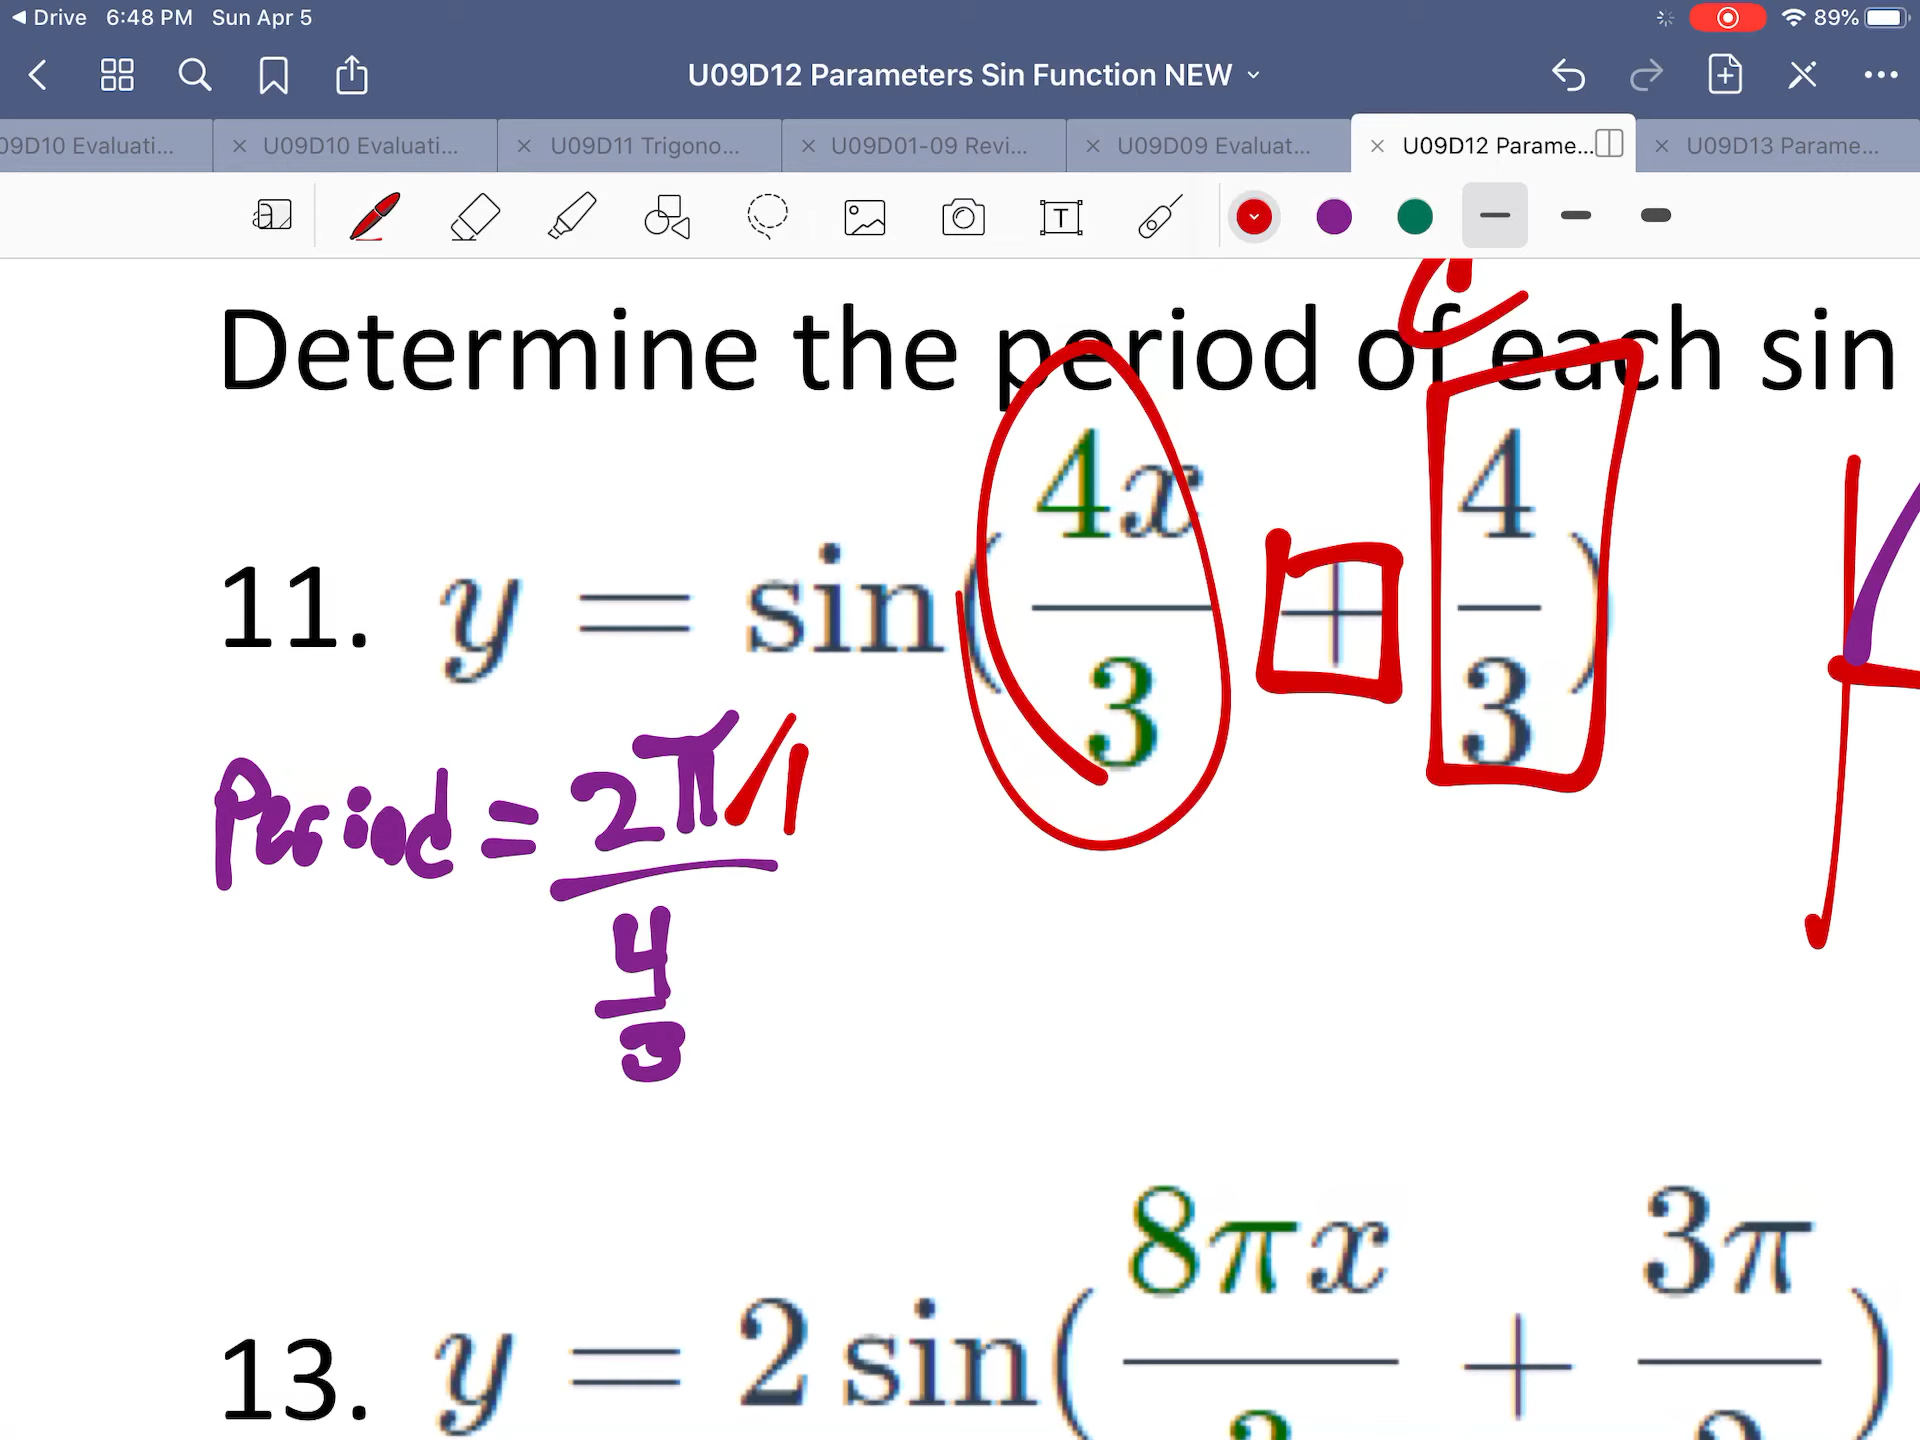 Drive 6:48 PM Sun Apr 5 89%
U09D12 Parameters Sin Function NEW
09D10 Evaluati... U09D10 Evaluati... U09D11 Trigono... U09D01-09 Revi... U09D09 Evaluat... U09D12 Parame... U09D13 Parame...
Determine the period of each sin
11. y = sin(4x/3 + 4/3)
Period = 2π/1
4/3
13. y = 2 sin(8πx/ + 3π/)